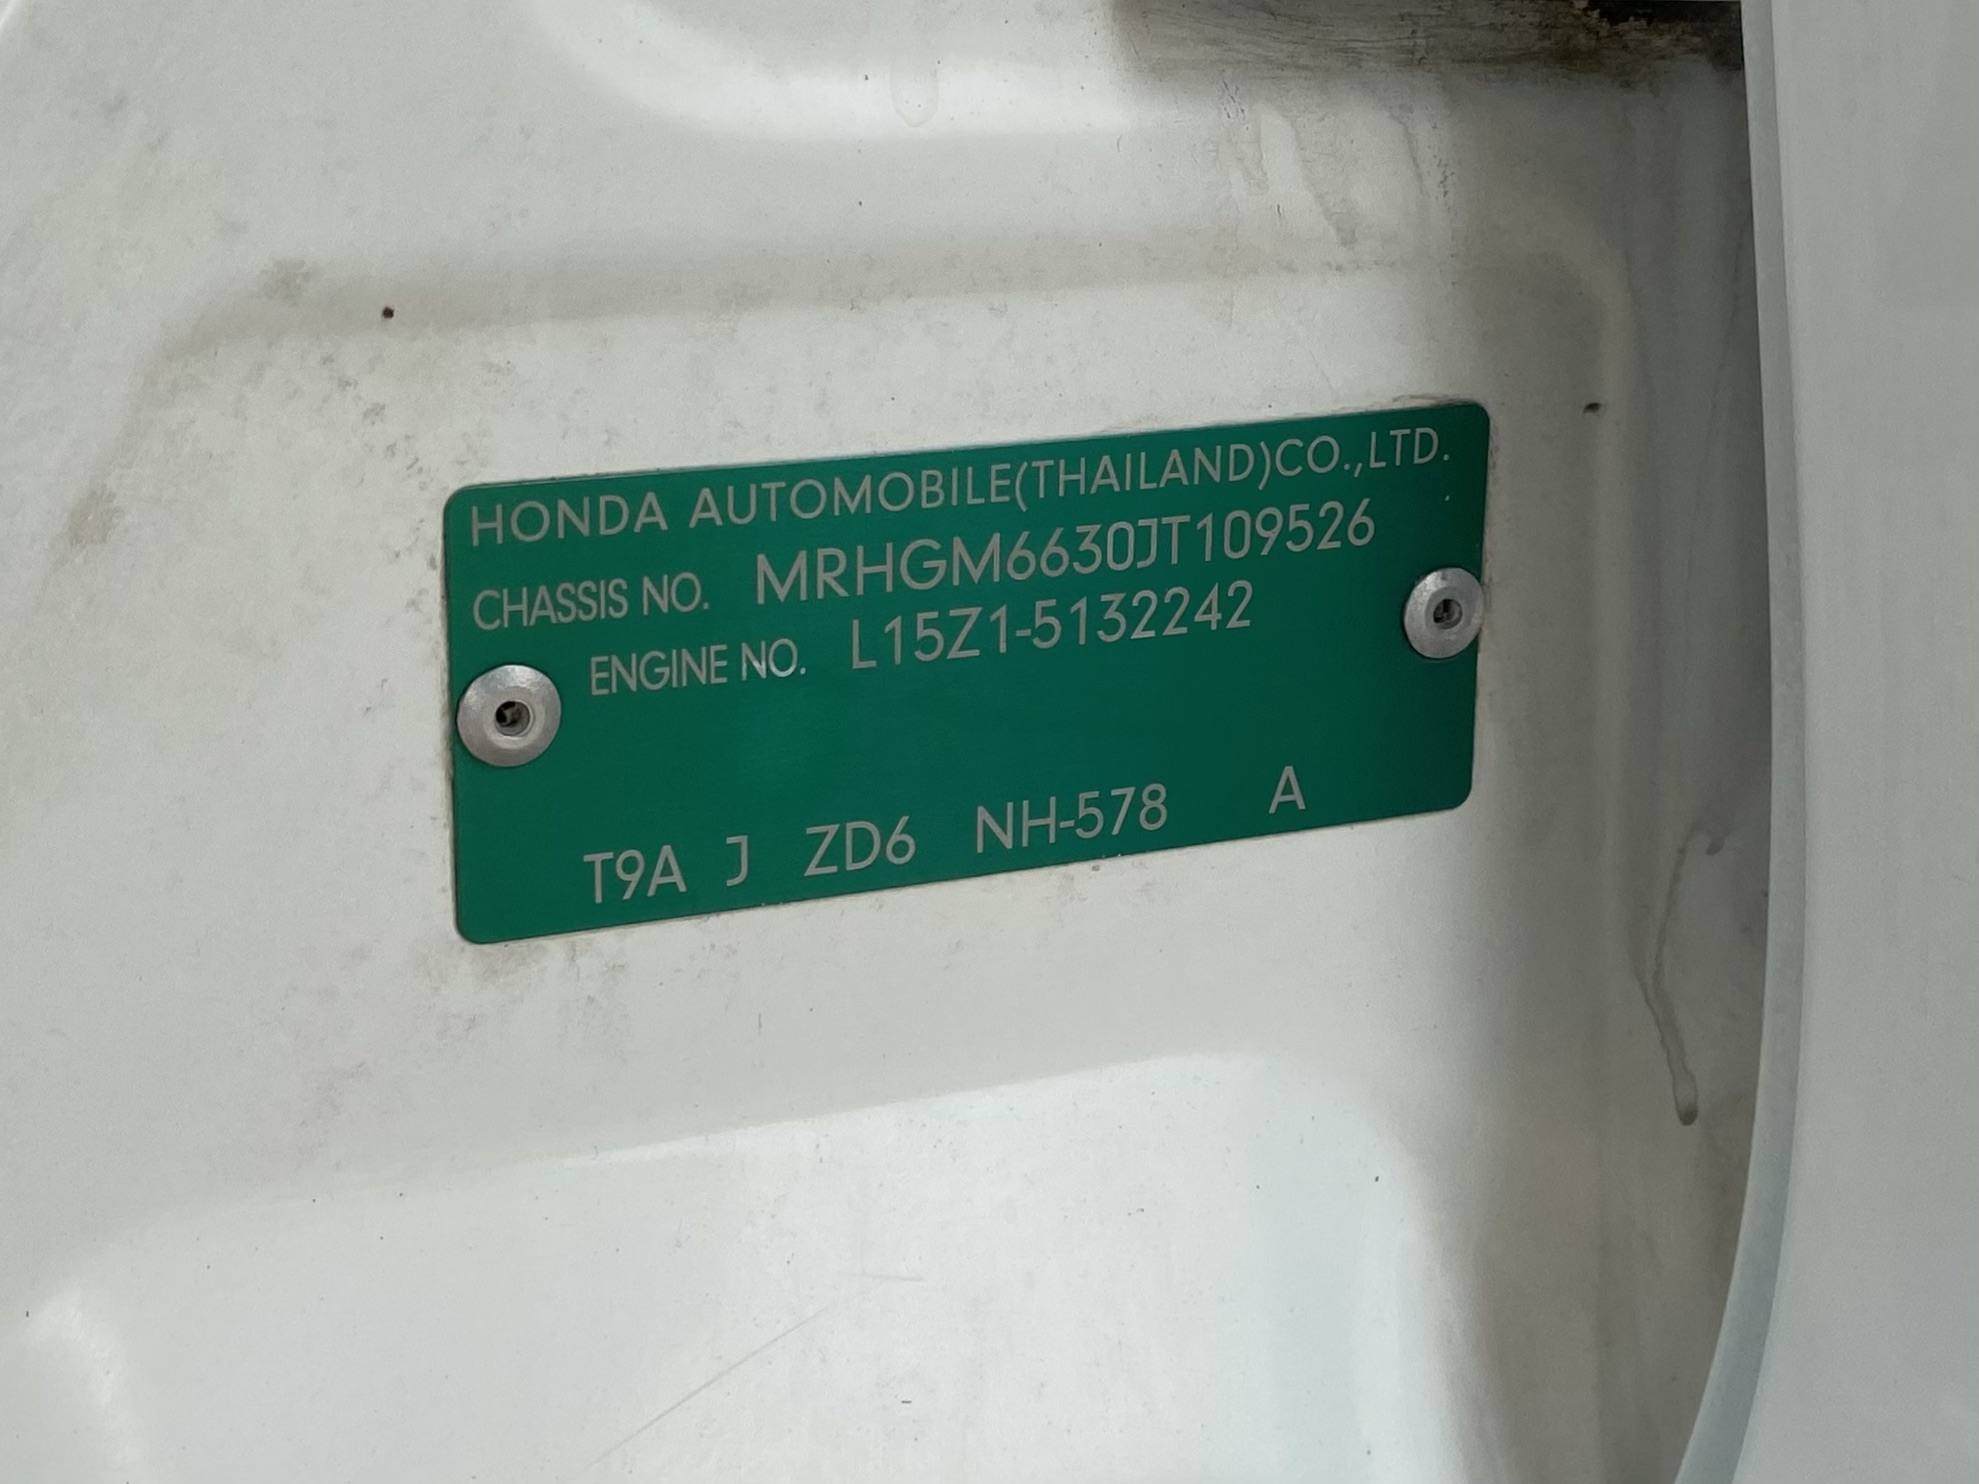 HONDA AUTOMOBILE(THAILAND)CO.,LTD.
CHASSIS NO. MRHGM6630JT109526
ENGINE NO. L15Z1-5132242
T9A J ZD6 NH-578 A